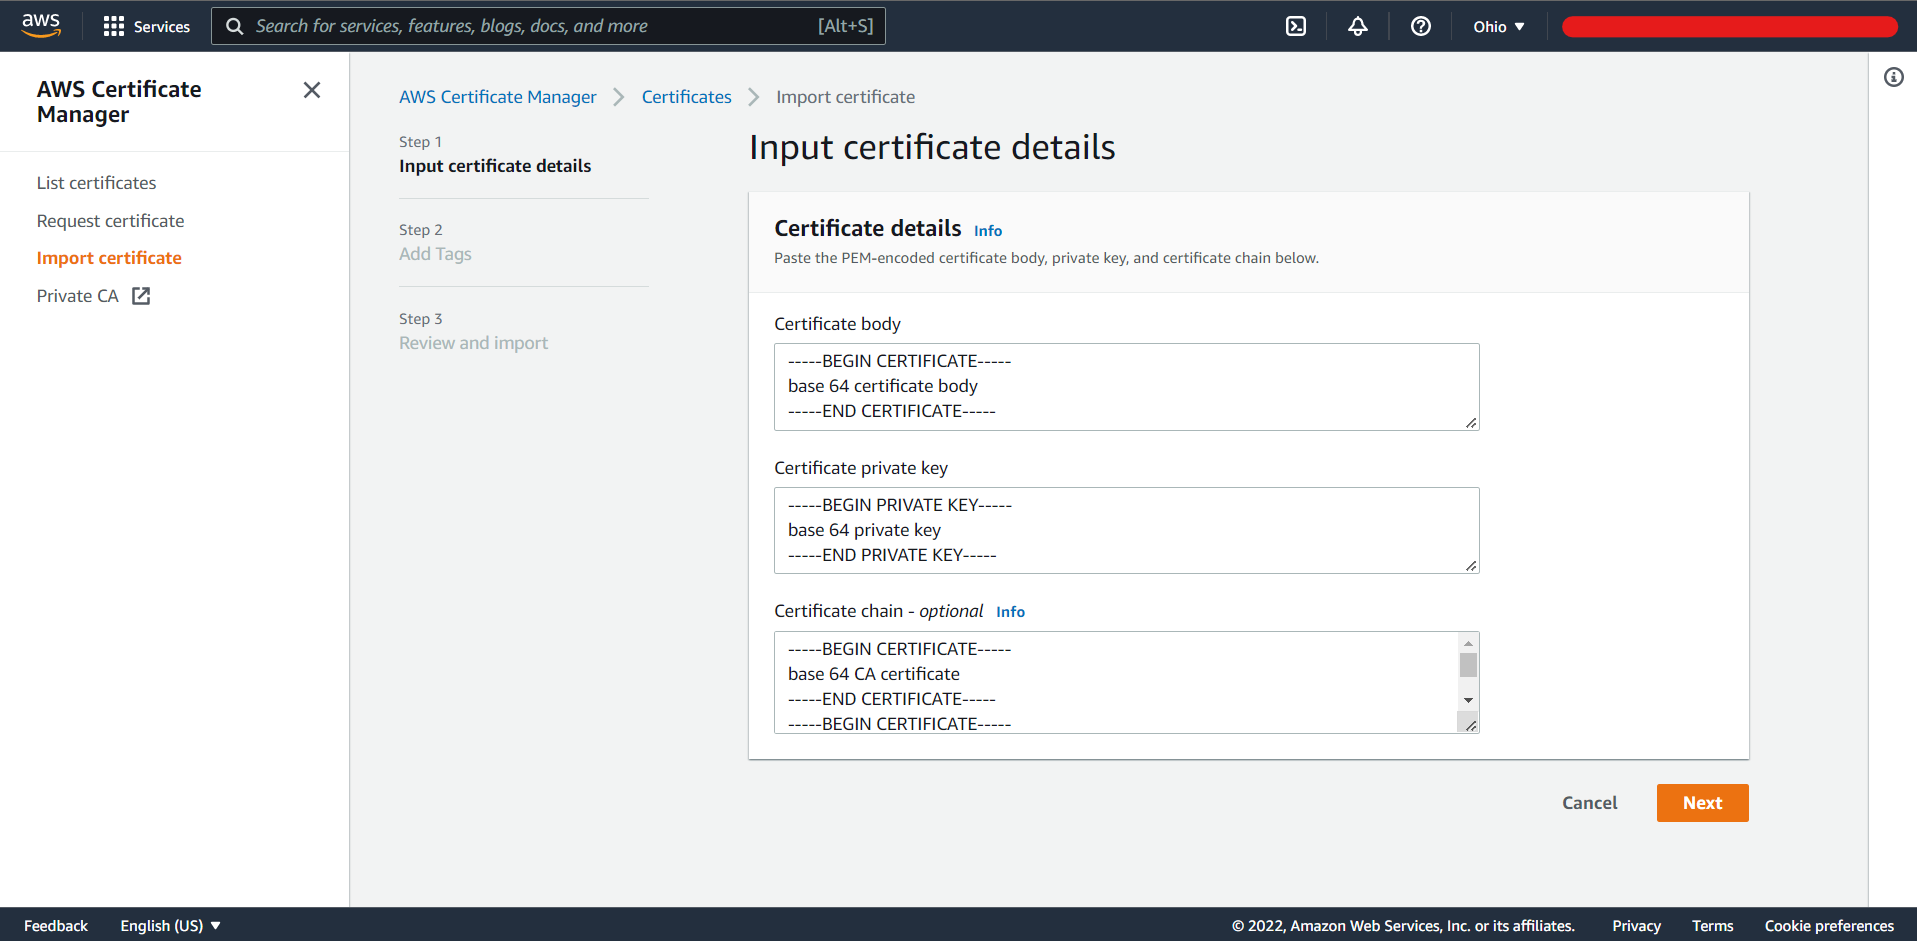 aws
Services
Search for services, features, blogs, docs, and more
[Alt+S]
Ohio
AWS Certificate
Manager
List certificates
Request certificate
Import certificate
Private CA
AWS Certificate Manager
Certificates
Import certificate
Step 1
Input certificate details
Step 2
Add Tags
Step 3
Review and import
Input certificate details
Certificate details Info
Paste the PEM-encoded certificate body, private key, and certificate chain below.
Certificate body
-----BEGIN CERTIFICATE-----
base 64 certificate body
-----END CERTIFICATE-----
Certificate private key
-----BEGIN PRIVATE KEY-----
base 64 private key
-----END PRIVATE KEY-----
Certificate chain - optional Info
-----BEGIN CERTIFICATE-----
base 64 CA certificate
-----END CERTIFICATE-----
-----BEGIN CERTIFICATE-----
Cancel
Next
Feedback
English (US)
© 2022, Amazon Web Services, Inc. or its affiliates.
Privacy
Terms
Cookie preferences